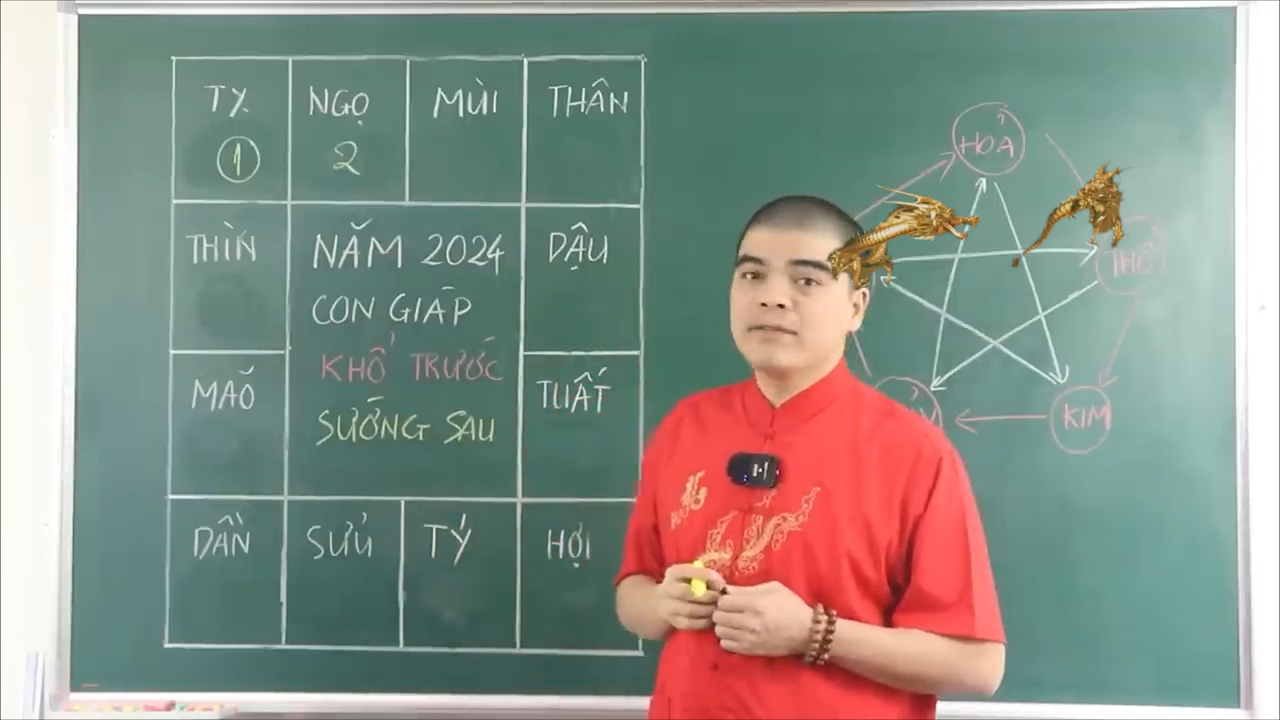 TỴ
①
NGỌ
2
MÙI
THÂN
THÌN
NĂM 2024
CON GIÁP
KHỔ TRƯỚC
SƯỚNG SAU
DẬU
MÃO
TUẤT
DẦN
SỬU
TÝ
HỢI
HỎA
THỔ
KIM